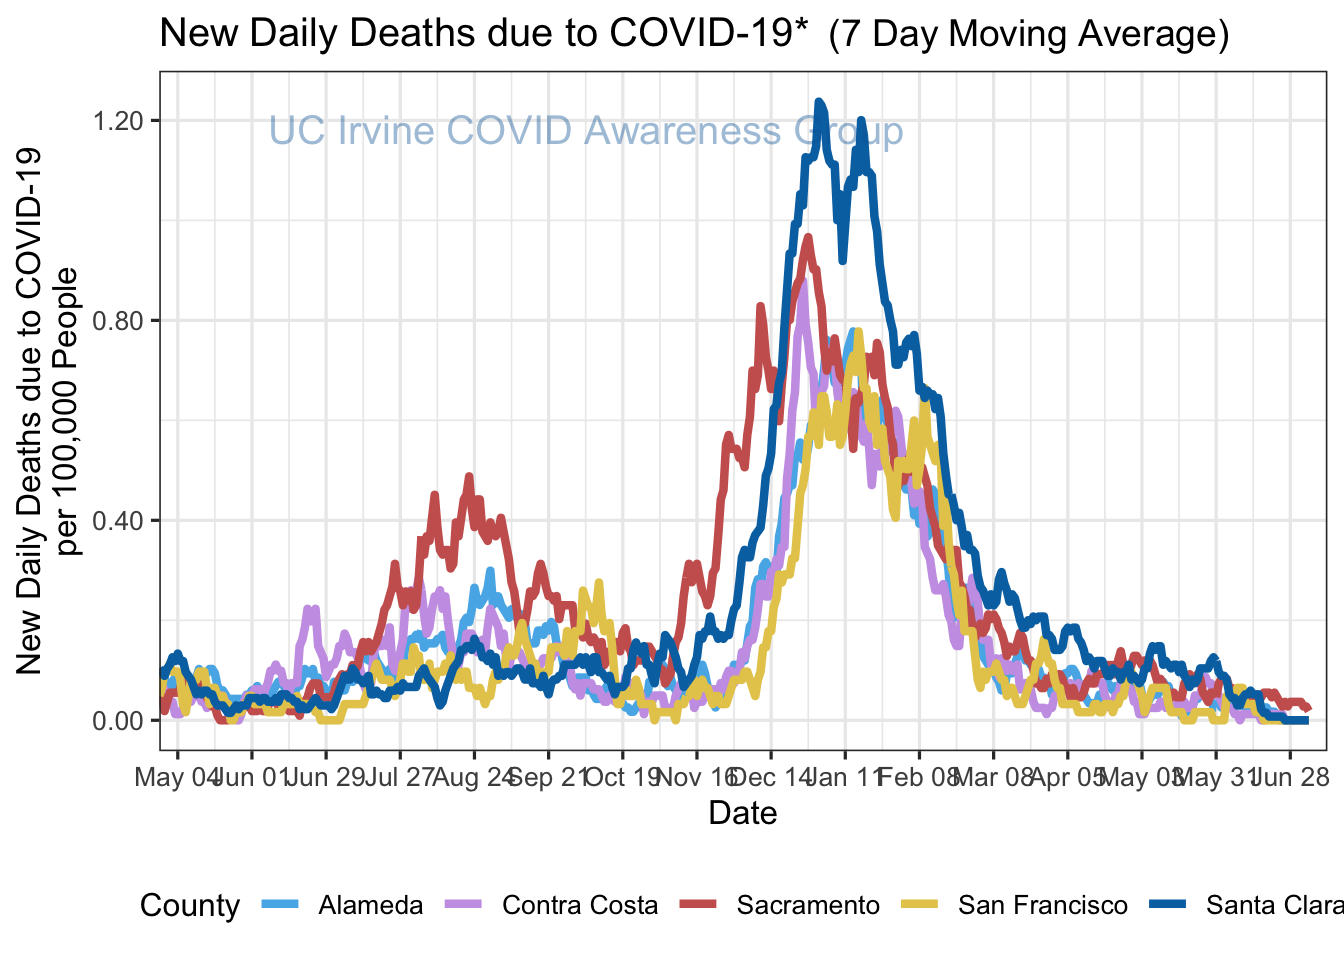 New Daily Deaths due to COVID-19* (7 Day Moving Average)
UC Irvine COVID Awareness Group
New Daily Deaths due to COVID-19
per 100,000 People
1.20
0.80
0.40
0.00
May 04 Jun 01 Jun 29 Jul 27 Aug 24 Sep 21 Oct 19 Nov 16 Dec 14 Jan 11 Feb 08 Mar 08 Apr 05 May 03 May 31 Jun 28
Date
County Alameda Contra Costa Sacramento San Francisco Santa Clara